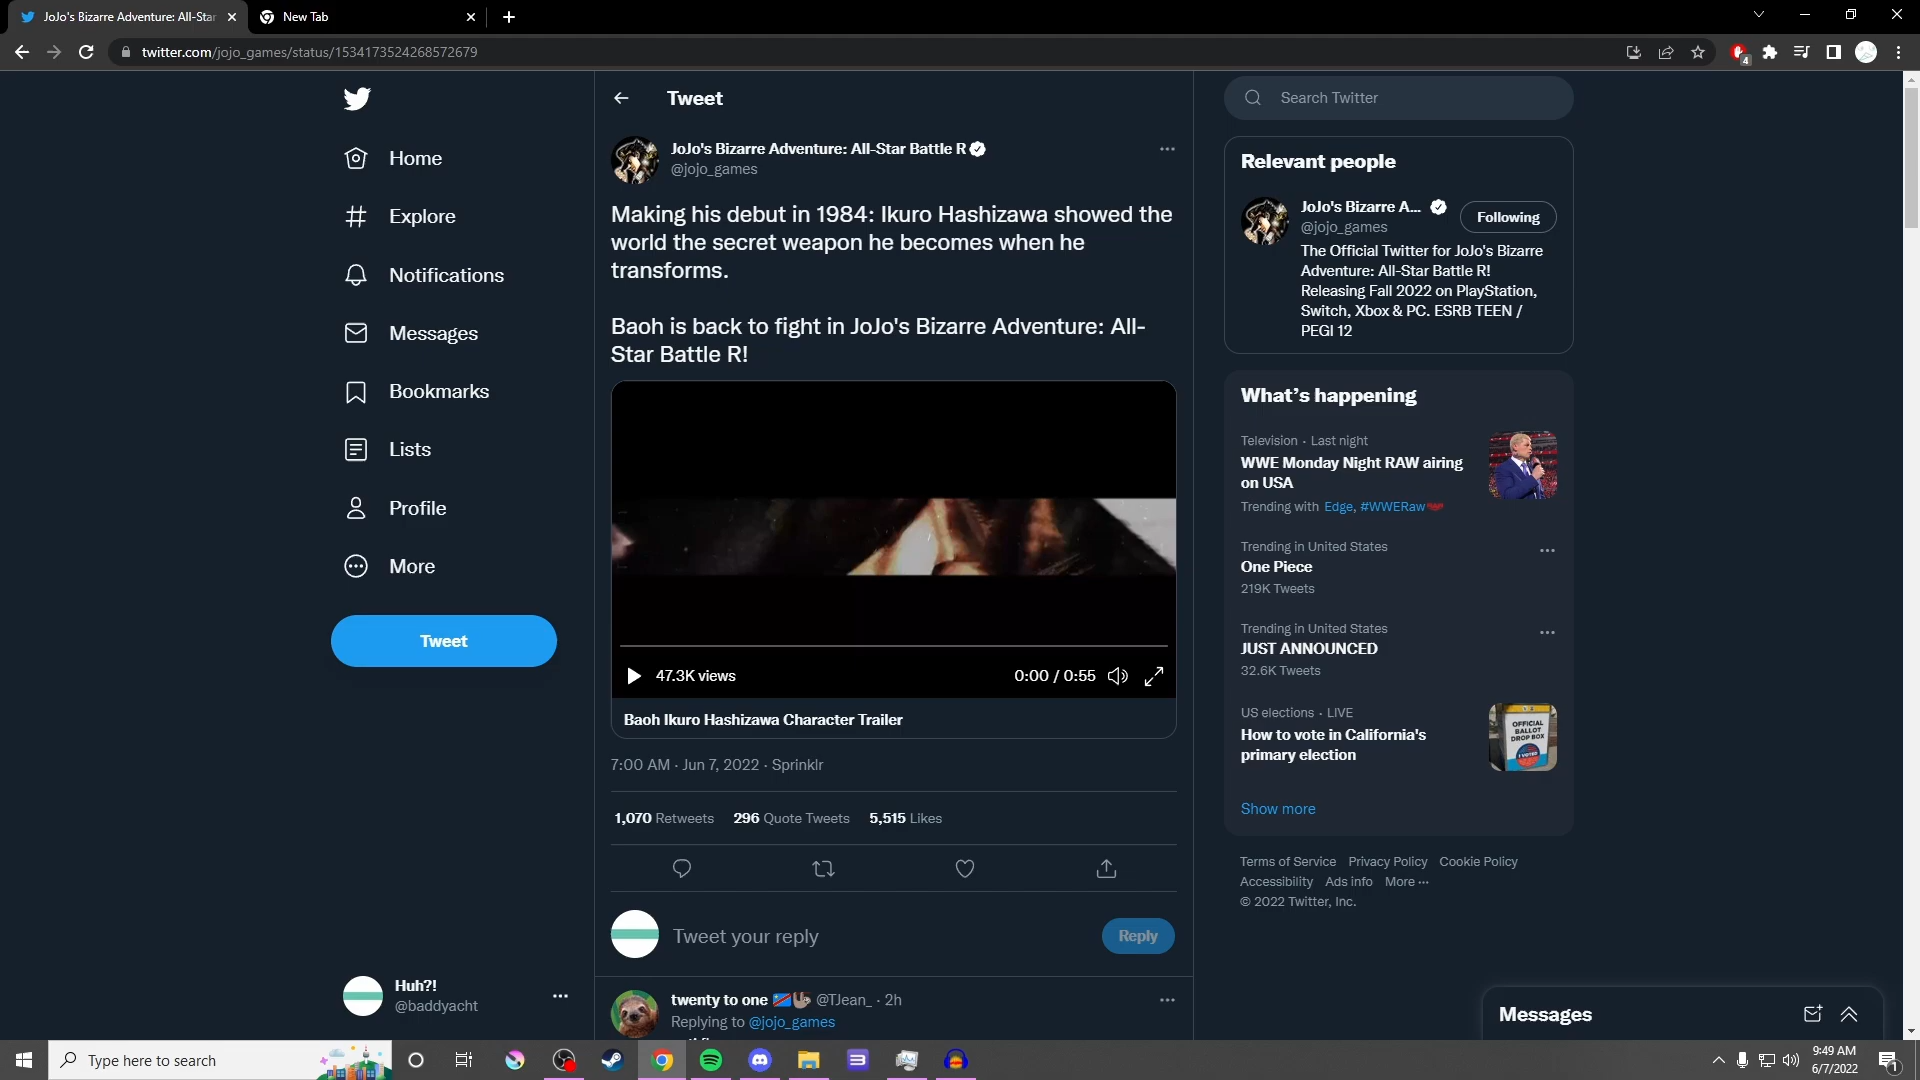 JoJo's Bizarre Adventure: All-Star
New Tab
twitter.com/jojo_games/status/1534173524268572679
4
Home
Explore
Notifications
Messages
Bookmarks
Lists
Profile
More
Tweet
Huh?!
@baddyacht
Tweet
JoJo's Bizarre Adventure: All-Star Battle R
@jojo_games
Making his debut in 1984: Ikuro Hashizawa showed the
world the secret weapon he becomes when he
transforms.
Baoh is back to fight in JoJo's Bizarre Adventure: All-
Star Battle R!
47.3K views
0:00 / 0:55
Baoh Ikuro Hashizawa Character Trailer
7:00 AM · Jun 7, 2022 · Sprinklr
1,070 Retweets 296 Quote Tweets 5,515 Likes
Tweet your reply
Reply
twenty to one @TJean_ · 2h
Replying to @jojo_games
Search Twitter
Relevant people
JoJo's Bizarre A...
@jojo_games
Following
The Official Twitter for JoJo's Bizarre
Adventure: All-Star Battle R!
Releasing Fall 2022 on PlayStation,
Switch, Xbox & PC. ESRB TEEN /
PEGI 12
What's happening
Television · Last night
WWE Monday Night RAW airing
on USA
Trending with Edge, #WWERaw
Trending in United States
One Piece
219K Tweets
Trending in United States
JUST ANNOUNCED
32.6K Tweets
US elections · LIVE
How to vote in California's
primary election
OFFICIAL
BALLOT
DROP BOX
Show more
Terms of Service Privacy Policy Cookie Policy
Accessibility Ads info More ···
© 2022 Twitter, Inc.
Messages
Type here to search
9:49 AM
6/7/2022
1